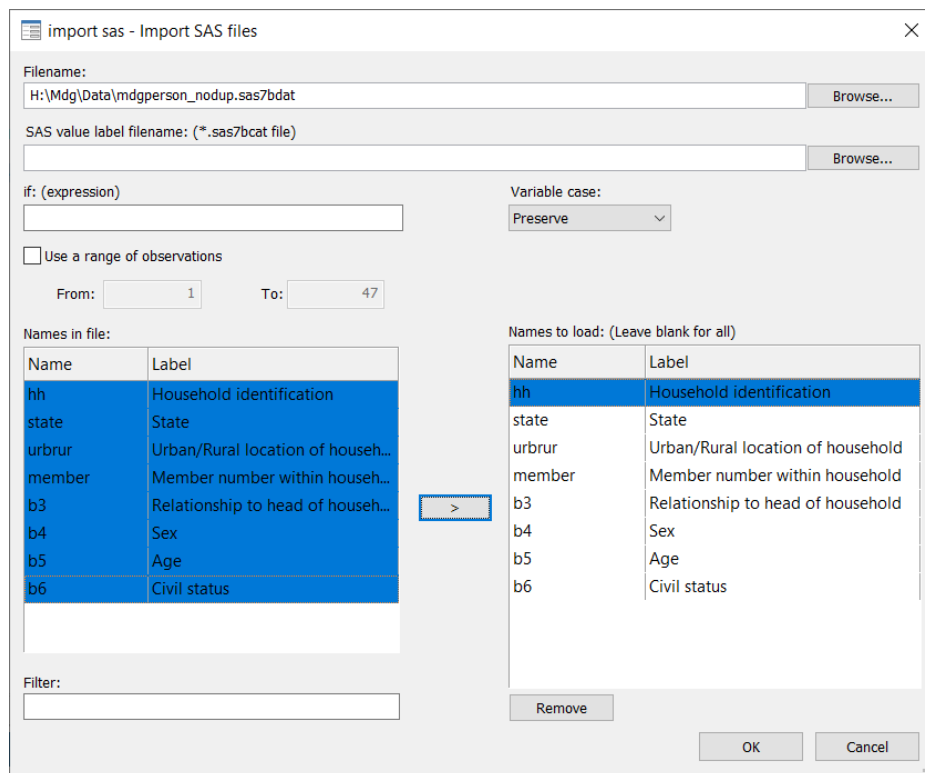 import sas - Import SAS files
Filename:
H:\Mdg\Data\mdgperson_nodup.sas7bdat
Browse...
SAS value label filename: (*.sas7bcat file)
Browse...
if: (expression)
Variable case:
Preserve
Use a range of observations
From: 1 To: 47
Names in file:
Names to load: (Leave blank for all)
Name Label
hh Household identification
state State
urbrur Urban/Rural location of househ...
member Member number within househ...
b3 Relationship to head of househ...
b4 Sex
b5 Age
b6 Civil status
>
Name Label
hh Household identification
state State
urbrur Urban/Rural location of household
member Member number within household
b3 Relationship to head of household
b4 Sex
b5 Age
b6 Civil status
Filter:
Remove
OK Cancel